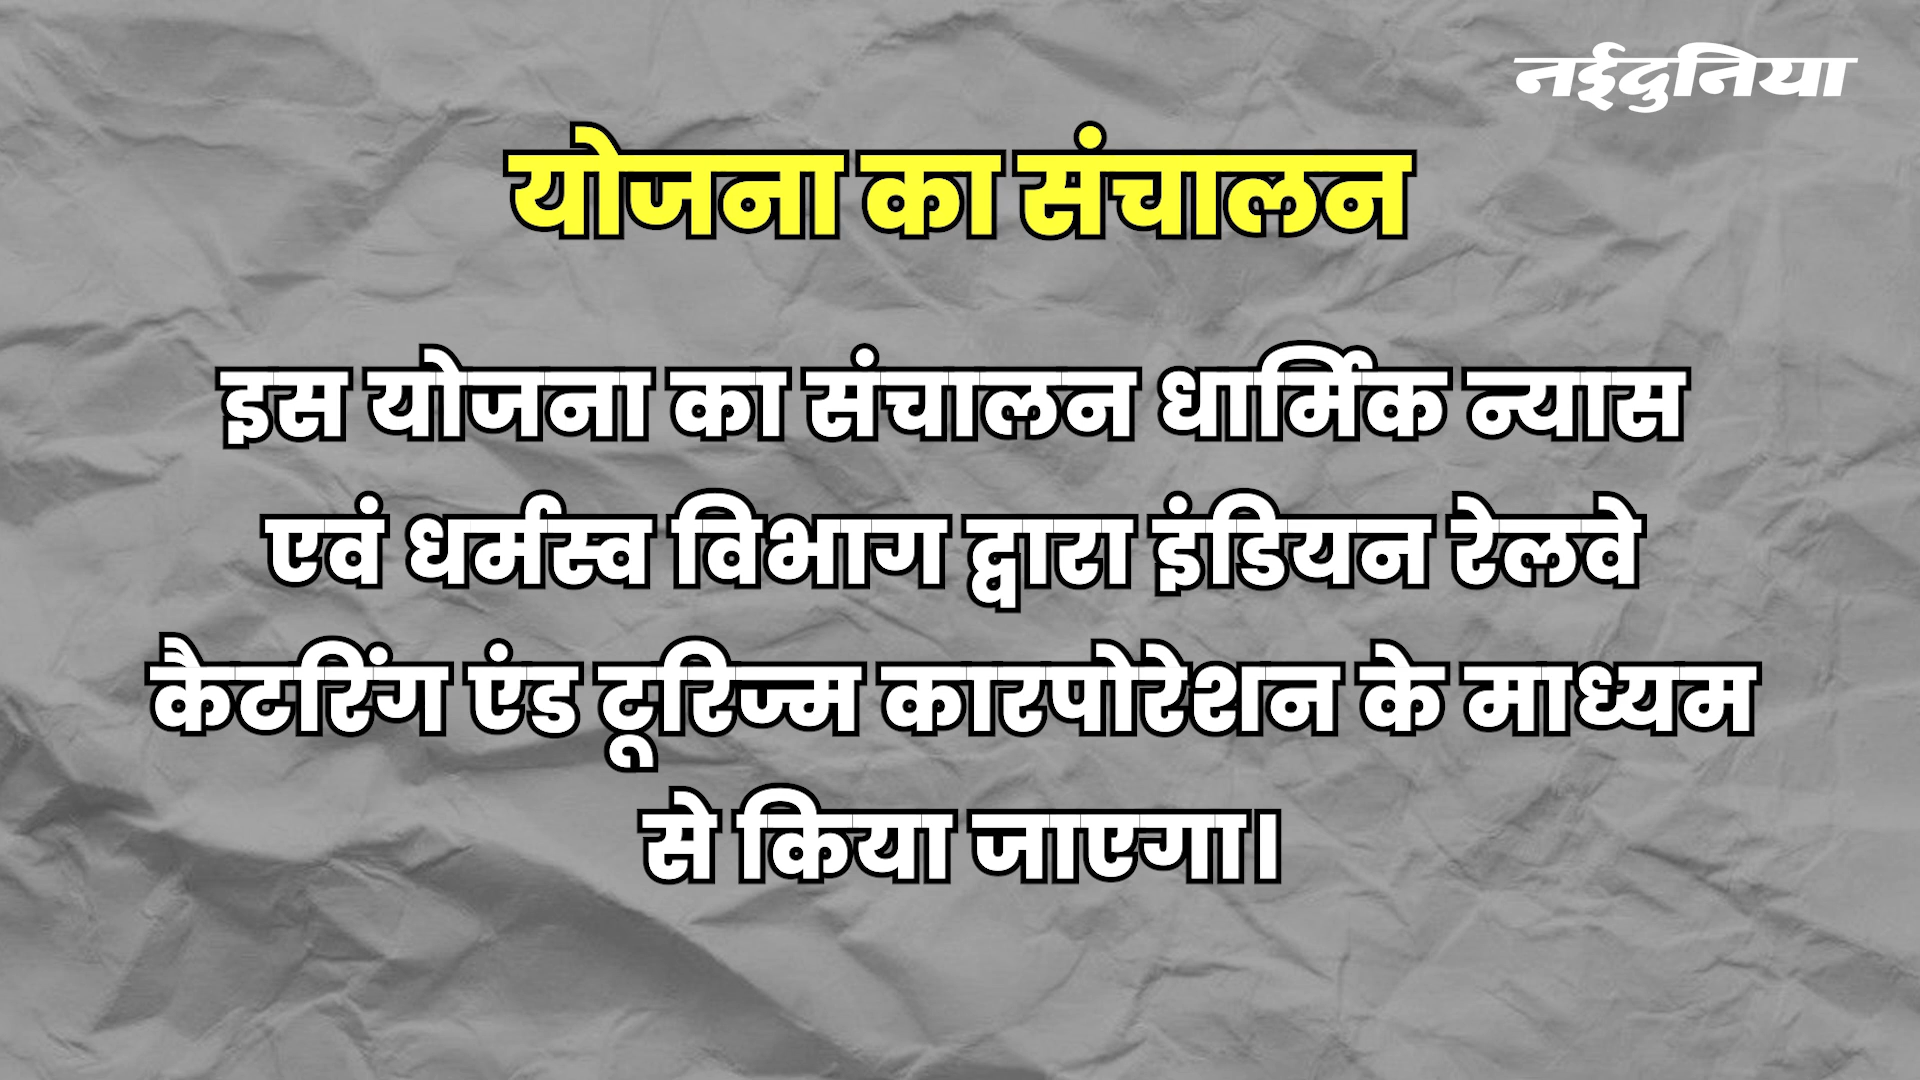 नईदुनिया
योजना का संचालन
इस योजना का संचालन धार्मिक न्यास
एवं धर्मस्व विभाग द्वारा इंडियन रेलवे
कैटरिंग एंड टूरिज्म कारपोरेशन के माध्यम
से किया जाएगा।